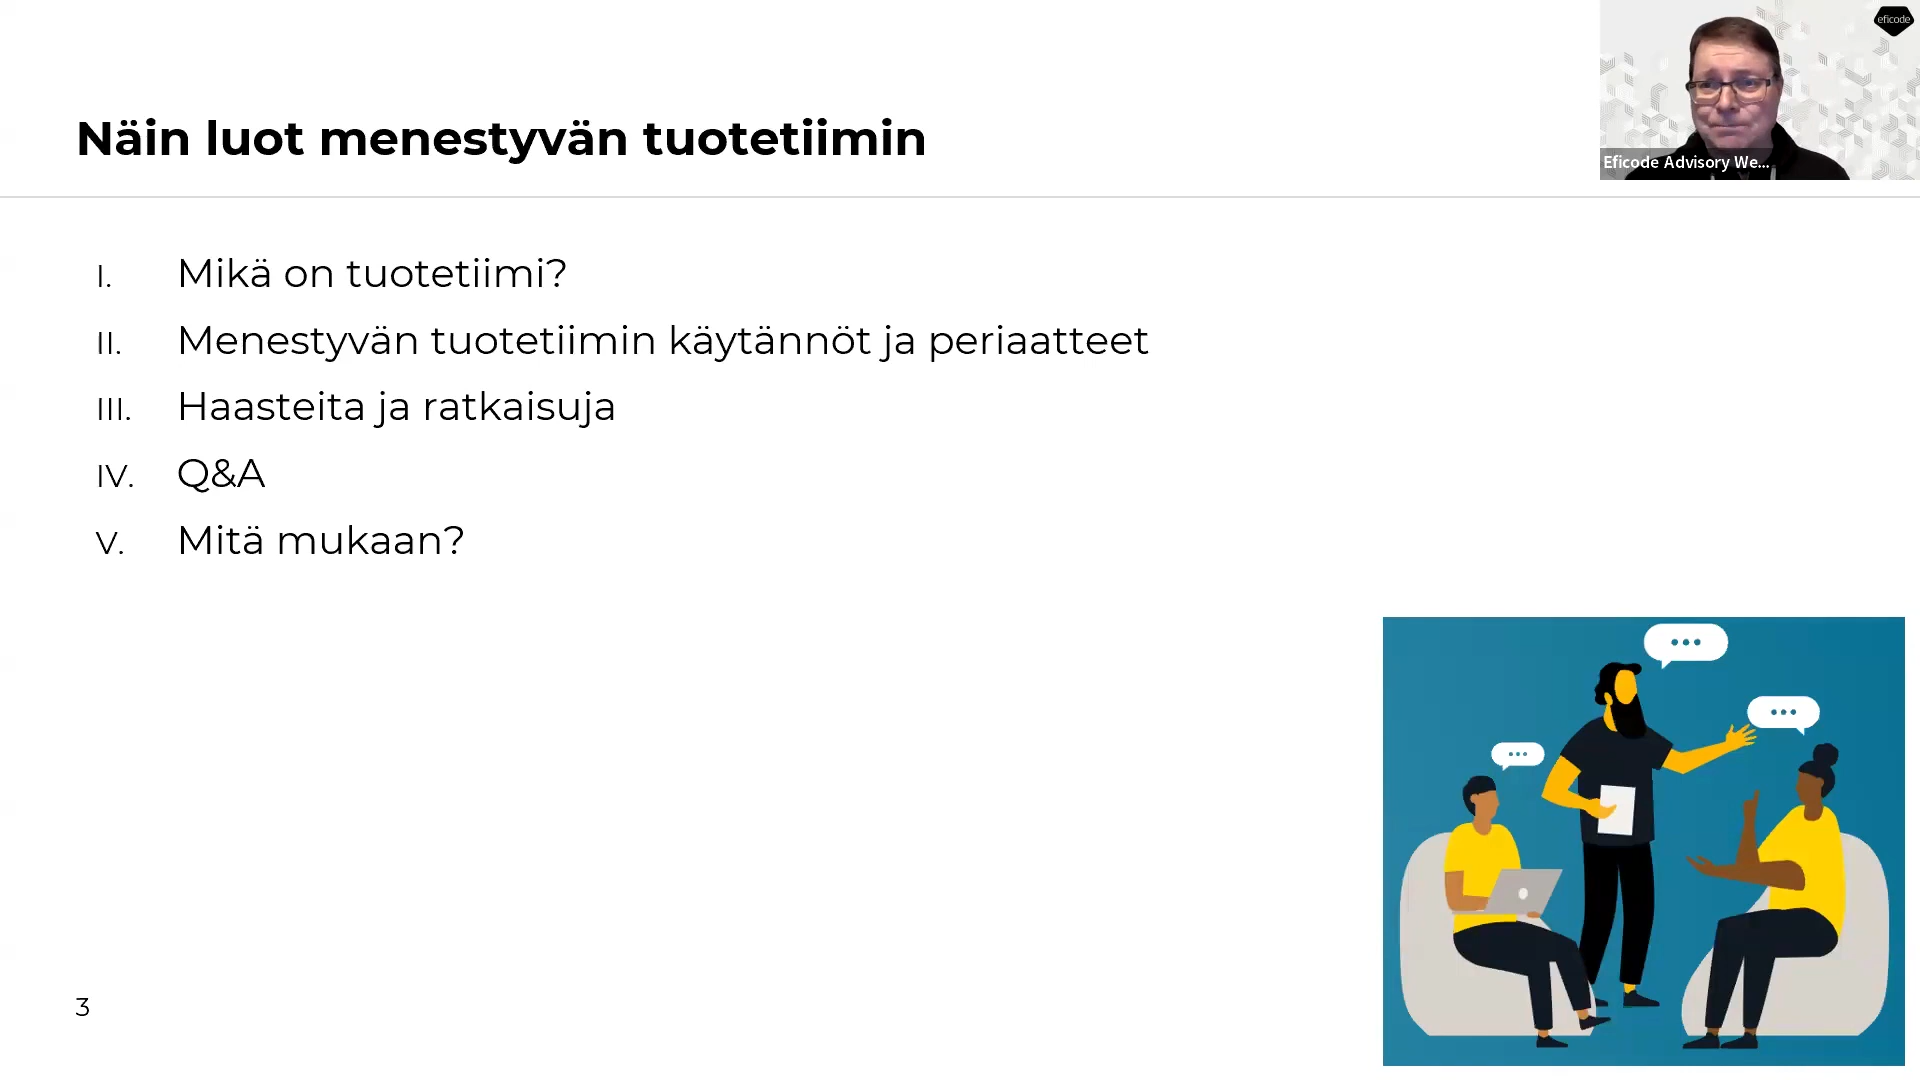 eficode
Näin luot menestyvän tuotetiimin
Eficode Advisory We...
I. Mikä on tuotetiimi?
II. Menestyvän tuotetiimin käytännöt ja periaatteet
III. Haasteita ja ratkaisuja
IV. Q&A
V. Mitä mukaan?
3